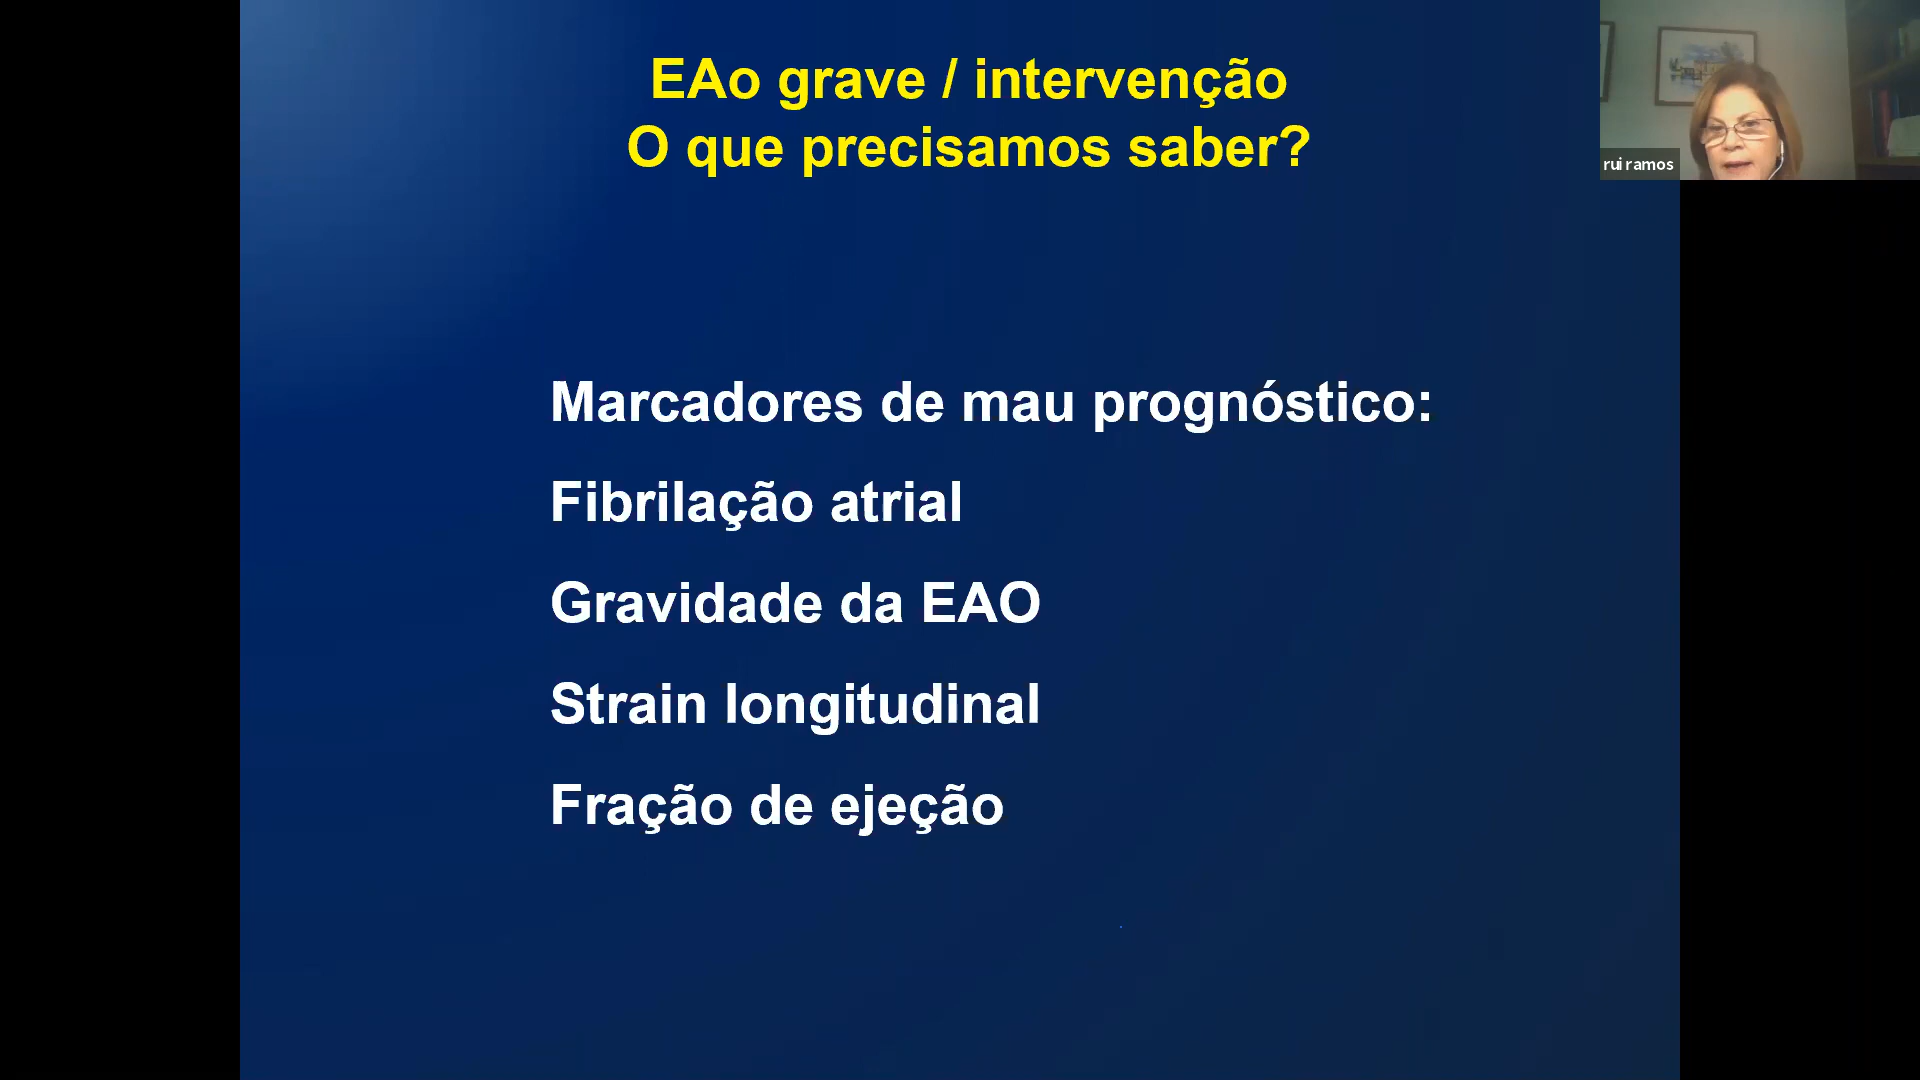 EAo grave / intervenção
O que precisamos saber?
rui ramos
Marcadores de mau prognóstico:
Fibrilação atrial
Gravidade da EAO
Strain longitudinal
Fração de ejeção